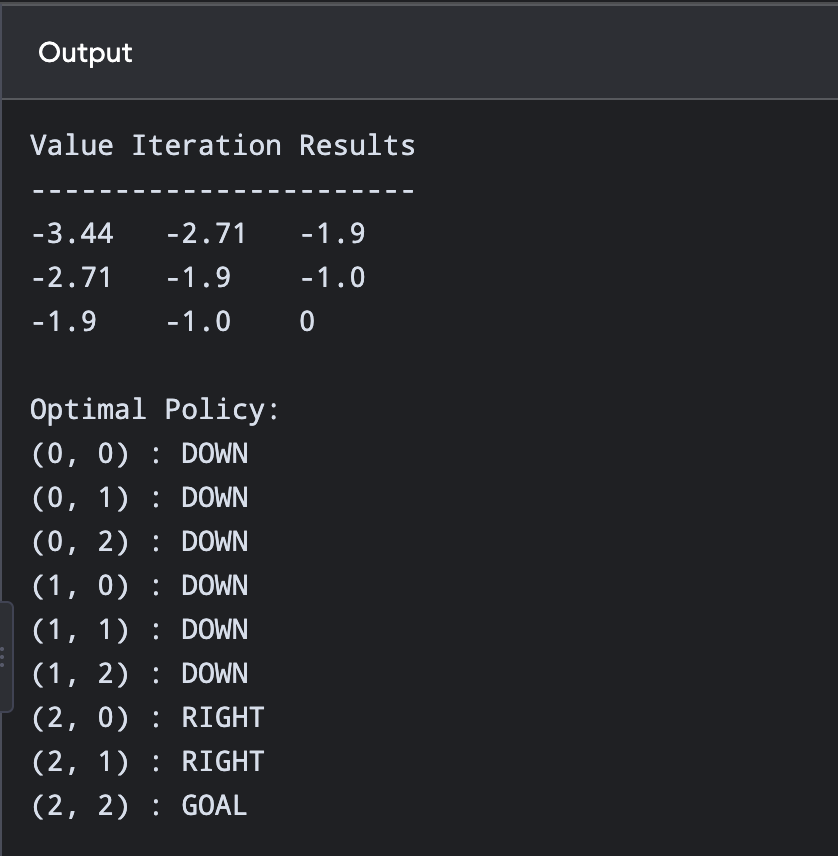 Output
Value Iteration Results
-----------------------
-3.44   -2.71   -1.9
-2.71   -1.9    -1.0
-1.9    -1.0    0
Optimal Policy:
(0, 0) : DOWN
(0, 1) : DOWN
(0, 2) : DOWN
(1, 0) : DOWN
(1, 1) : DOWN
(1, 2) : DOWN
(2, 0) : RIGHT
(2, 1) : RIGHT
(2, 2) : GOAL